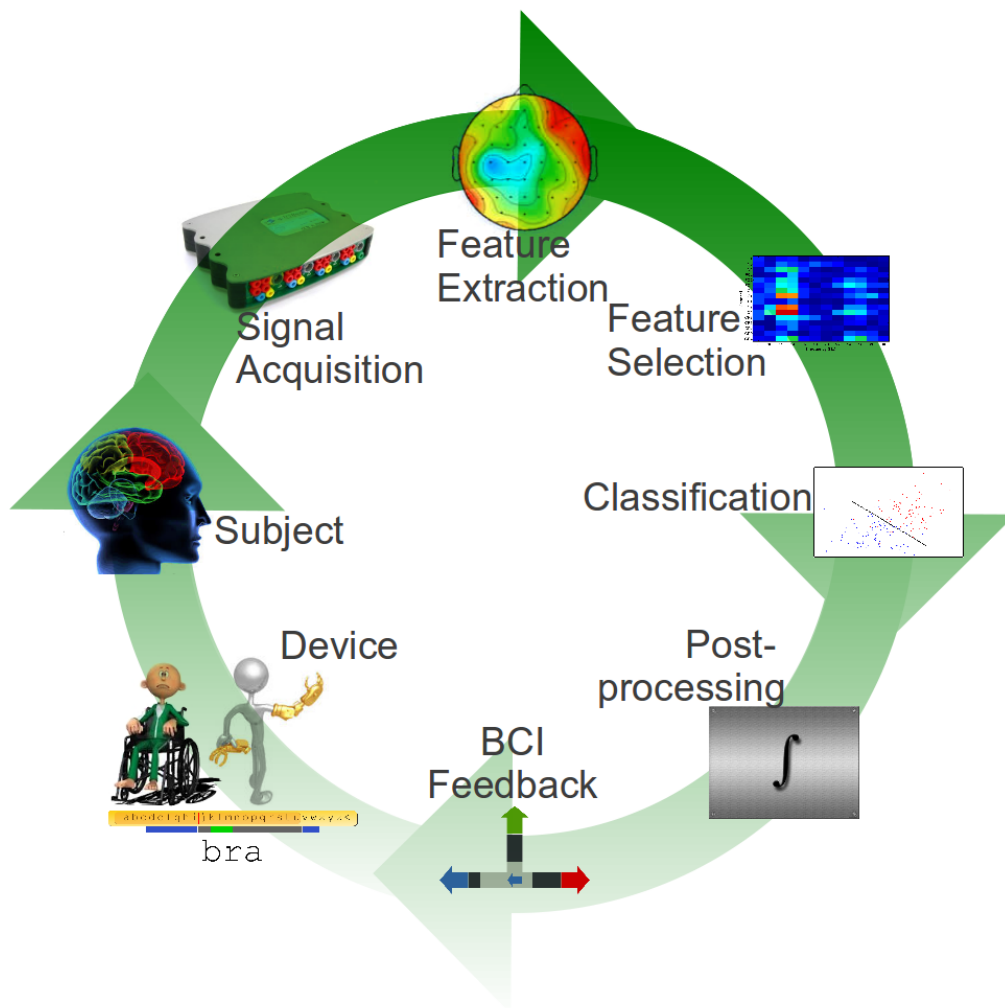 Feature
Extraction
Signal
Acquisition
Feature
Selection
Classification
Subject
Device
Post-
processing
∫
BCI
Feedback
bra